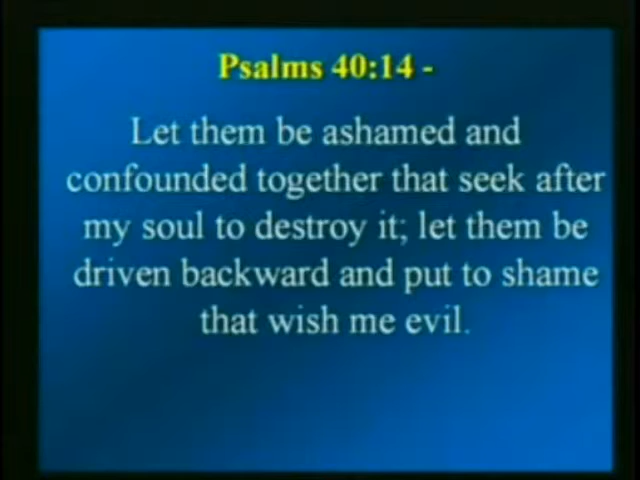 Psalms 40:14 -
Let them be ashamed and
confounded together that seek after
my soul to destroy it; let them be
driven backward and put to shame
that wish me evil.